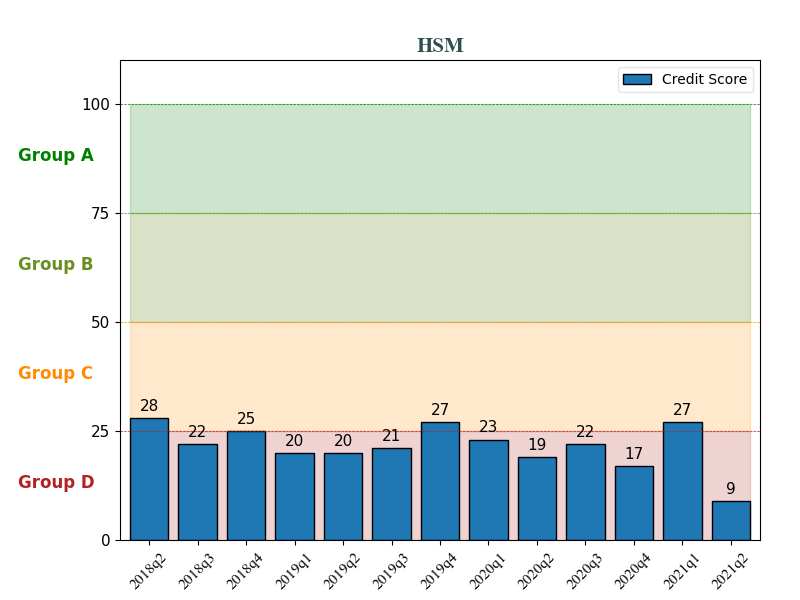 HSM
Credit Score
100
Group A
75
Group B
50
Group C
25
Group D
0
28
22
25
20
20
21
27
23
19
22
17
27
9
2018q2
2018q3
2018q4
2019q1
2019q2
2019q3
2019q4
2020q1
2020q2
2020q3
2020q4
2021q1
2021q2